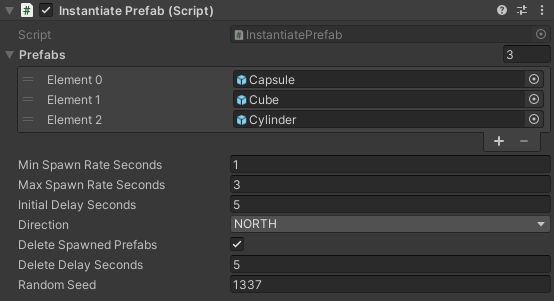 Instantiate Prefab (Script)
Script InstantiatePrefab
Prefabs 3
Element 0 Capsule
Element 1 Cube
Element 2 Cylinder
Min Spawn Rate Seconds 1
Max Spawn Rate Seconds 3
Initial Delay Seconds 5
Direction NORTH
Delete Spawned Prefabs
Delete Delay Seconds 5
Random Seed 1337